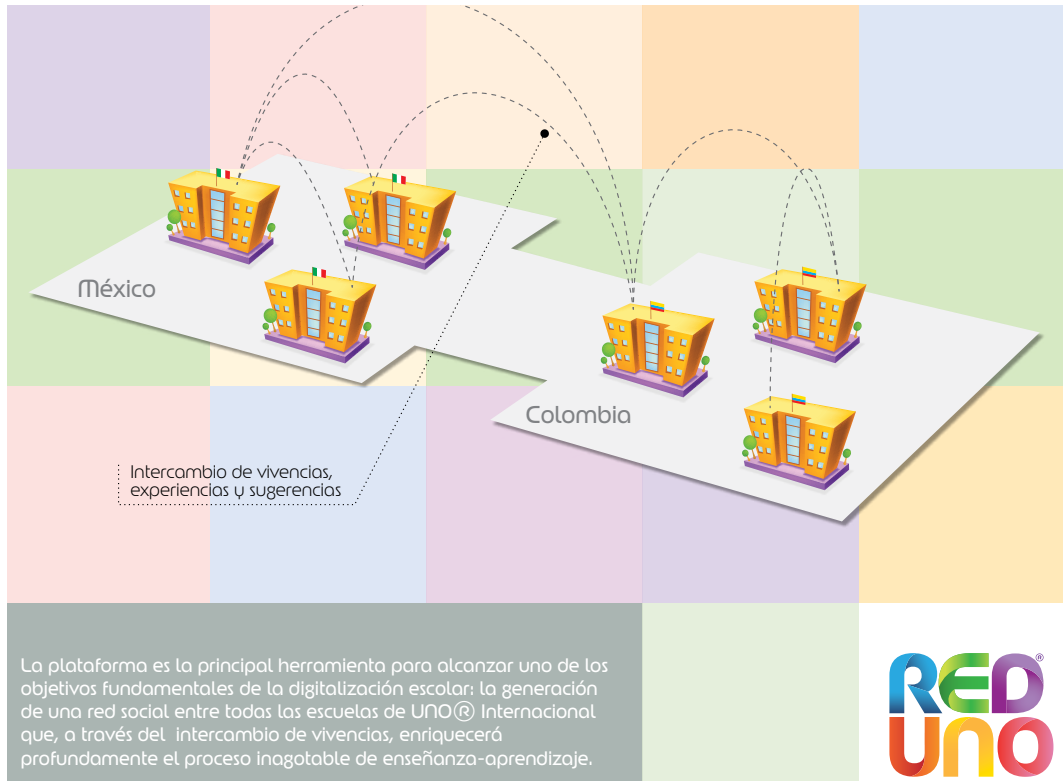 México
Colombia
Intercambio de vivencias,
experiencias y sugerencias
La plataforma es la principal herramienta para alcanzar uno de los
objetivos fundamentales de la digitalización escolar: la generación
de una red social entre todas las escuelas de UNO® Internacional
que, a través del intercambio de vivencias, enriquecerá
profundamente el proceso inagotable de enseñanza-aprendizaje.
RED®
UNO